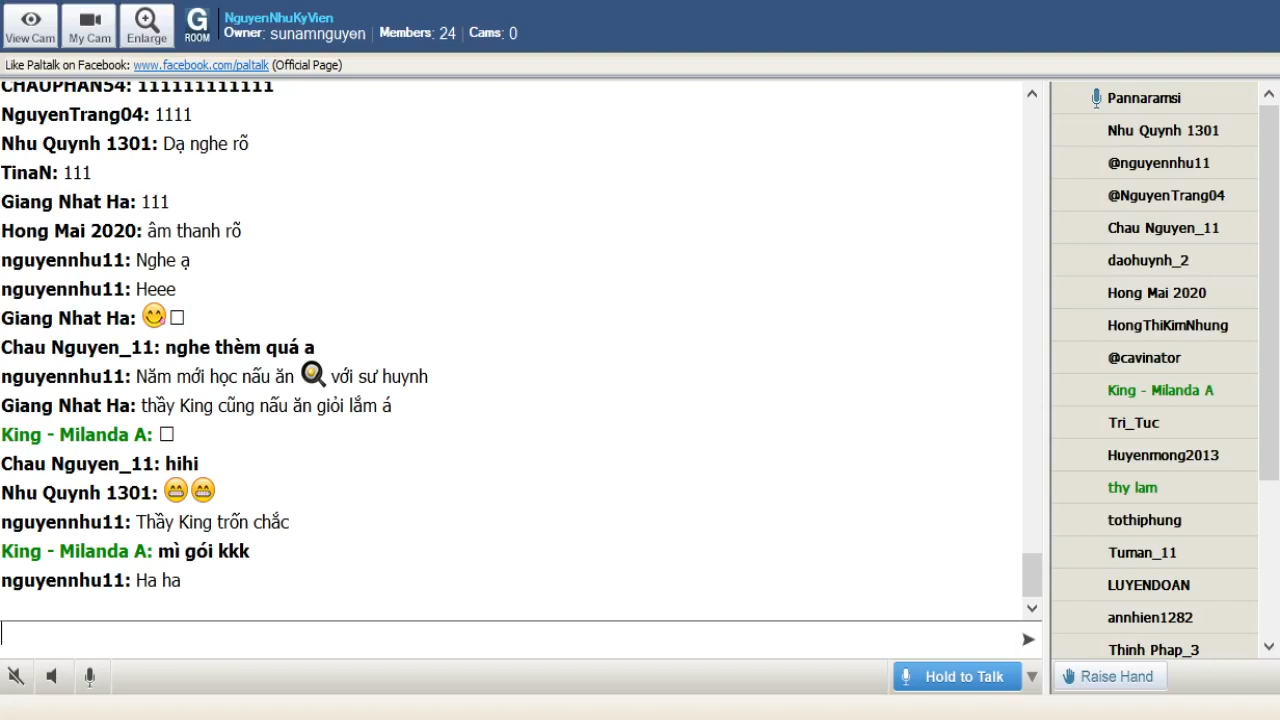 View Cam
My Cam
Enlarge
G
ROOM
NguyenNhuKyVien
Owner: sunamnguyen | Members: 24 | Cams: 0
Like Paltalk on Facebook: www.facebook.com/paltalk (Official Page)
CHAUPHAN54: 111111111111
NguyenTrang04: 1111
Nhu Quynh 1301: Dạ nghe rõ
TinaN: 111
Giang Nhat Ha: 111
Hong Mai 2020: âm thanh rõ
nguyennhu11: Nghe ạ
nguyennhu11: Heee
Giang Nhat Ha: 😋□
Chau Nguyen_11: nghe thèm quá a
nguyennhu11: Năm mới học nấu ăn 🍳 với sư huynh
Giang Nhat Ha: thầy King cũng nấu ăn giỏi lắm á
King - Milanda A: □
Chau Nguyen_11: hihi
Nhu Quynh 1301: 😁😁
nguyennhu11: Thầy King trốn chắc
King - Milanda A: mì gói kkk
nguyennhu11: Ha ha
Pannaramsi
Nhu Quynh 1301
@nguyennhu11
@NguyenTrang04
Chau Nguyen_11
daohuynh_2
Hong Mai 2020
HongThiKimNhung
@cavinator
King - Milanda A
Tri_Tuc
Huyenmong2013
thy lam
tothiphung
Tuman_11
LUYENDOAN
annhien1282
Thinh Phap_3
Hold to Talk
Raise Hand